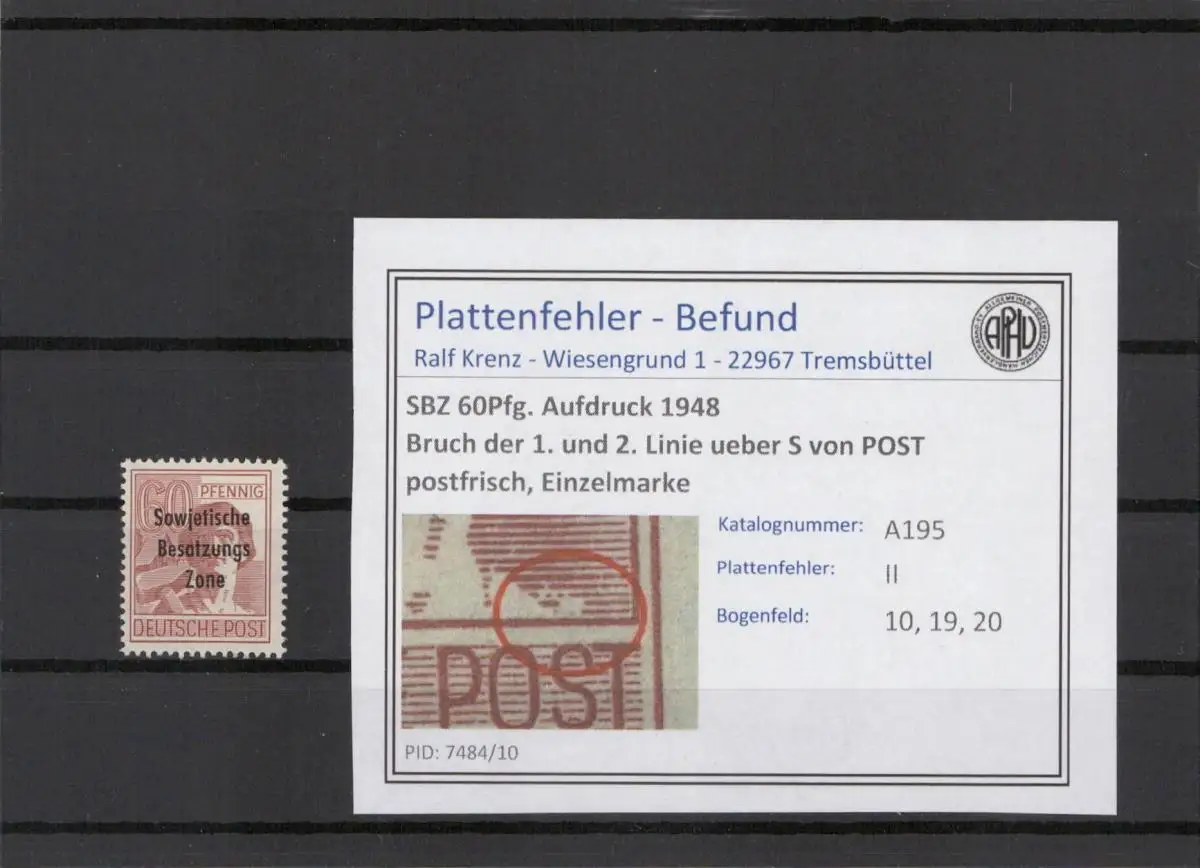 60 PFENNIG
Sowjetische
Besatzungs
Zone
DEUTSCHE POST
Plattenfehler - Befund
Ralf Krenz - Wiesengrund 1 - 22967 Tremsbüttel
APHV
SBZ 60Pfg. Aufdruck 1948
Bruch der 1. und 2. Linie ueber S von POST
postfrisch, Einzelmarke
POST
Katalognummer: A195
Plattenfehler: II
Bogenfeld: 10, 19, 20
PID: 7484/10